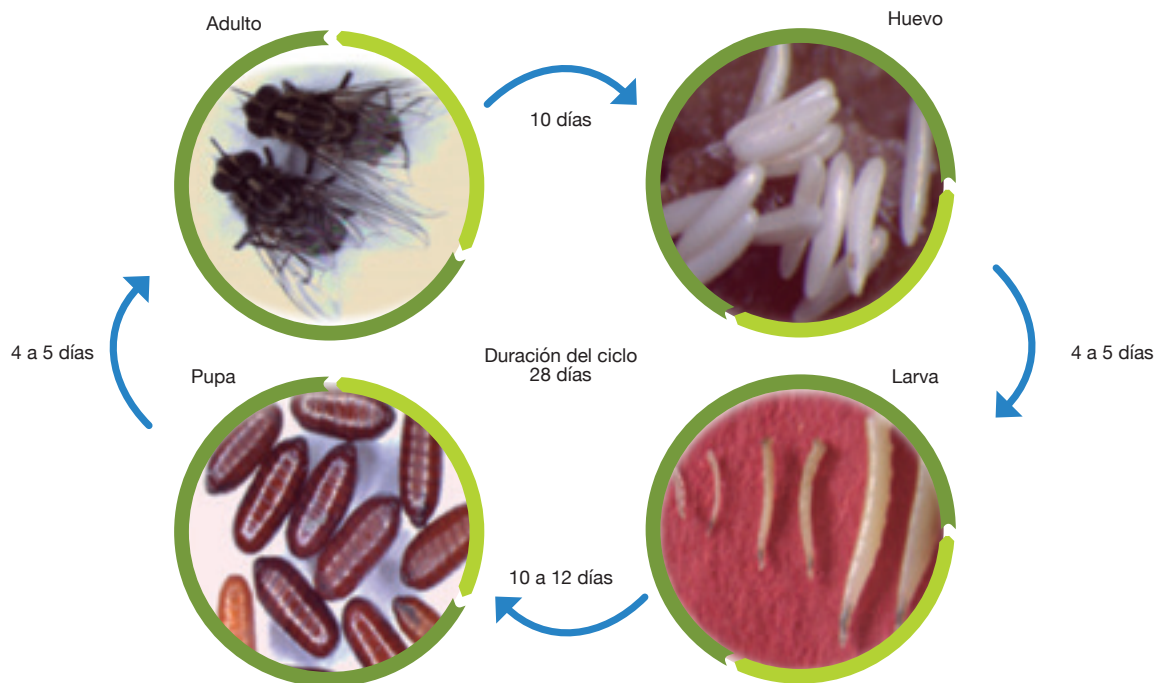 Adulto
Huevo
10 días
4 a 5 días
4 a 5 días
Duración del ciclo
28 días
Pupa
Larva
10 a 12 días